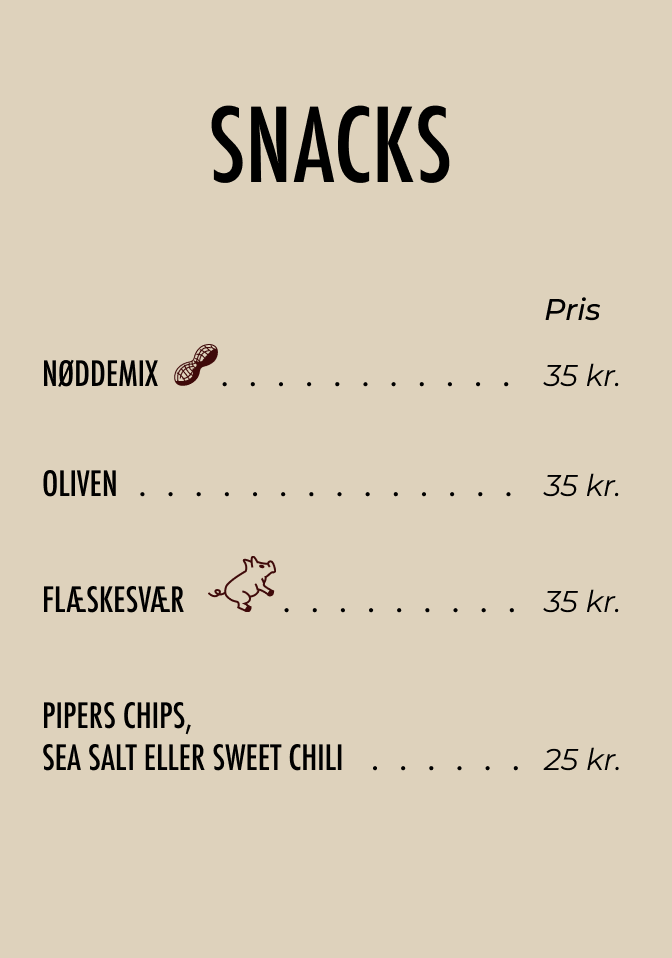 SNACKS
Pris
NØDDEMIX . . . . . . . . . . . 35 kr.
OLIVEN . . . . . . . . . . . . . . 35 kr.
FLÆSKESVÆR . . . . . . . . . 35 kr.
PIPERS CHIPS,
SEA SALT ELLER SWEET CHILI . . . . . . 25 kr.